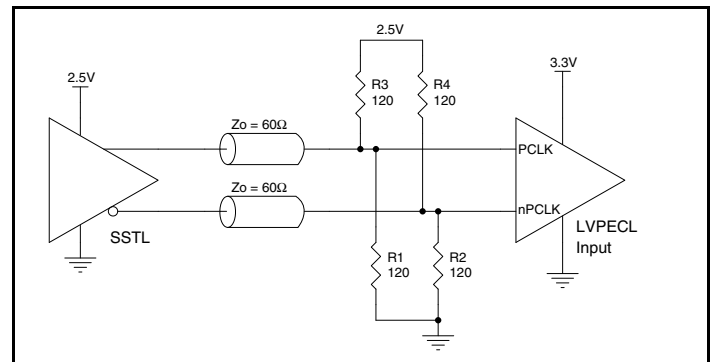 2.5V
3.3V
2.5V
R3
120
R4
120
Zo = 60Ω
PCLK
Zo = 60Ω
nPCLK
SSTL
LVPECL
Input
R1
120
R2
120